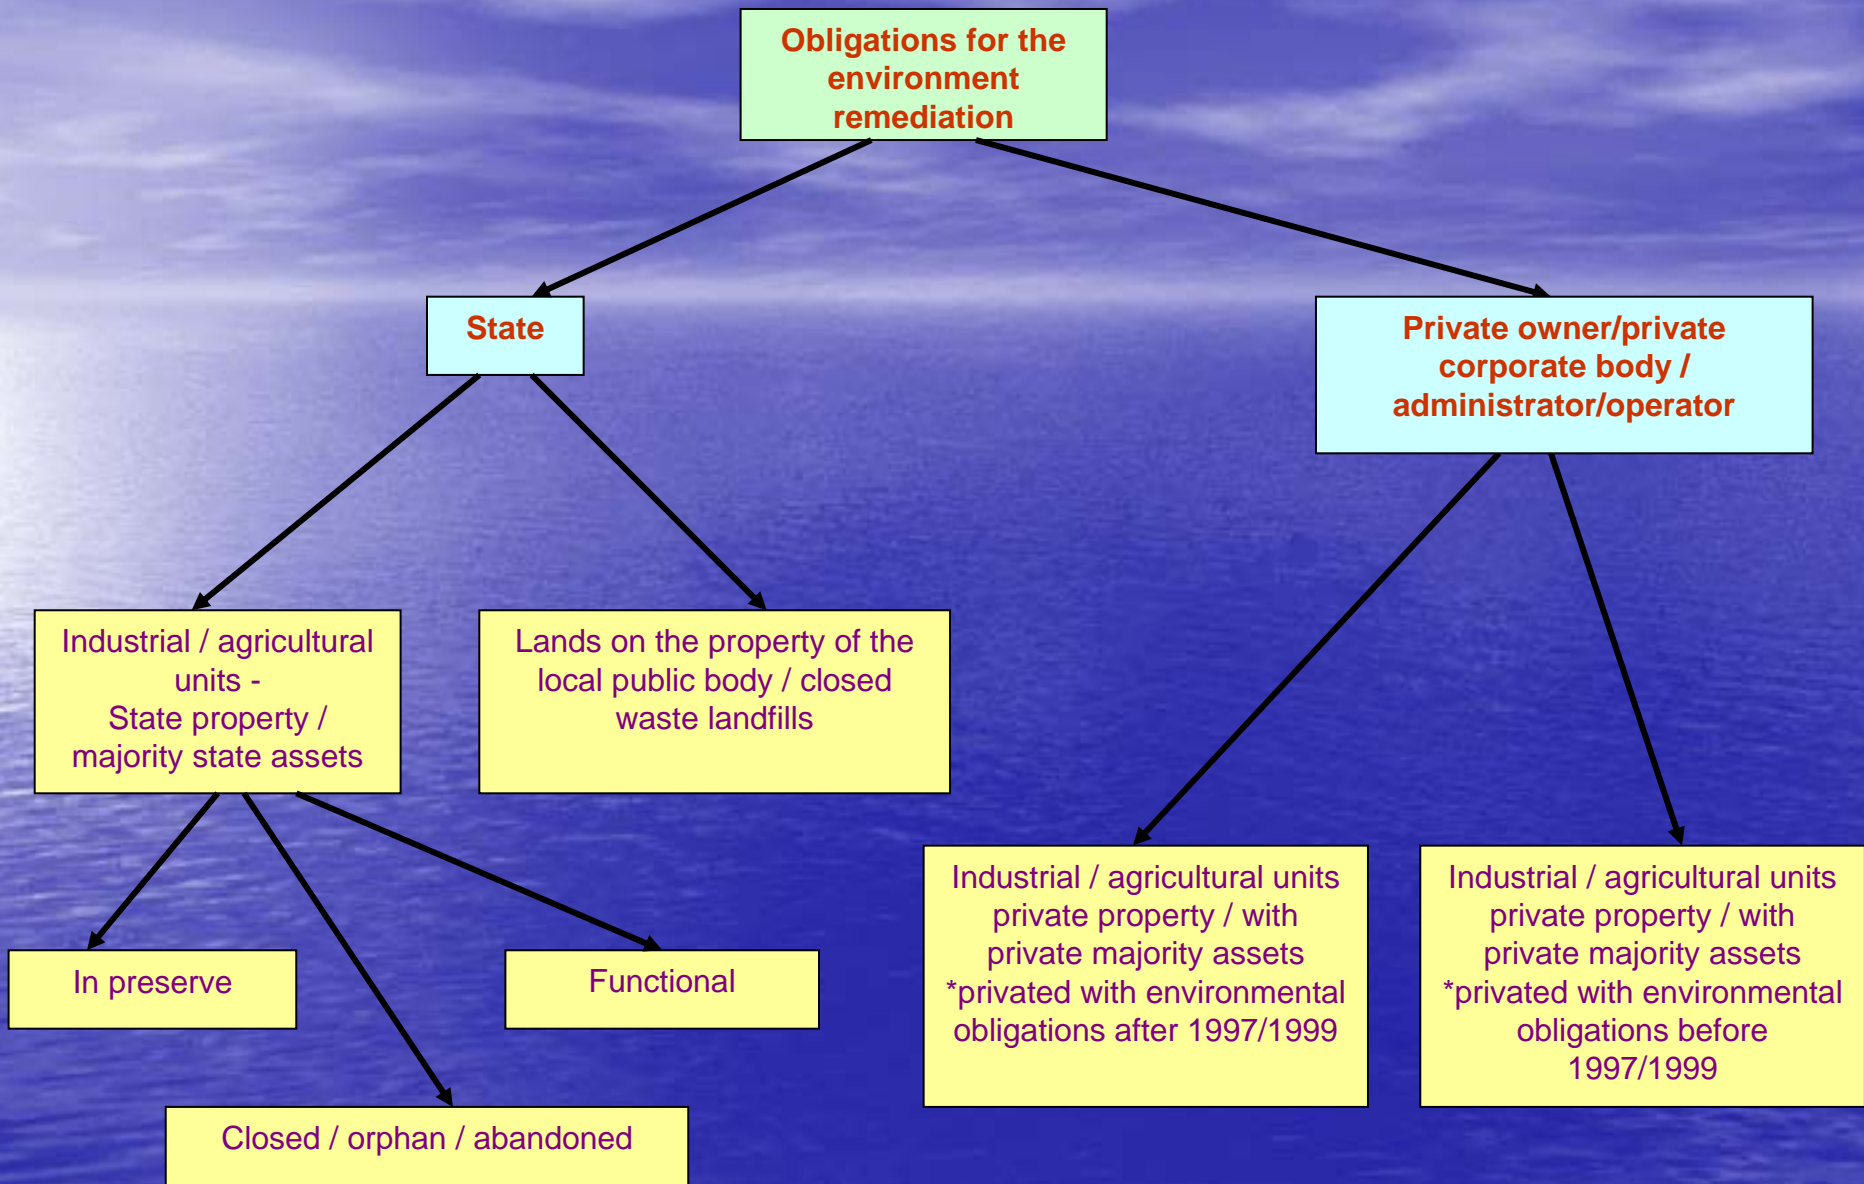 Obligations for the
environment
remediation
State
Private owner/private
corporate body /
administrator/operator
Industrial / agricultural
units -
State property /
majority state assets
Lands on the property of the
local public body / closed
waste landfills
Industrial / agricultural units
private property / with
private majority assets
*privated with environmental
obligations after 1997/1999
Industrial / agricultural units
private property / with
private majority assets
*privated with environmental
obligations before
1997/1999
In preserve
Functional
Closed / orphan / abandoned